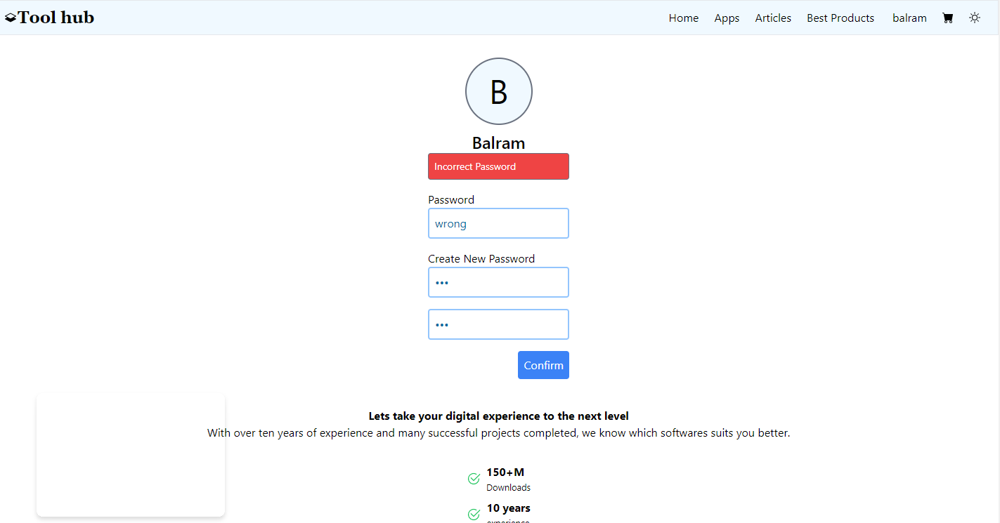 Tool hub
Home Apps Articles Best Products balram
B
Balram
Incorrect Password
Password
wrong
Create New Password
•••
•••
Confirm
Lets take your digital experience to the next level
With over ten years of experience and many successful projects completed, we know which softwares suits you better.
150+M
Downloads
10 years
experience